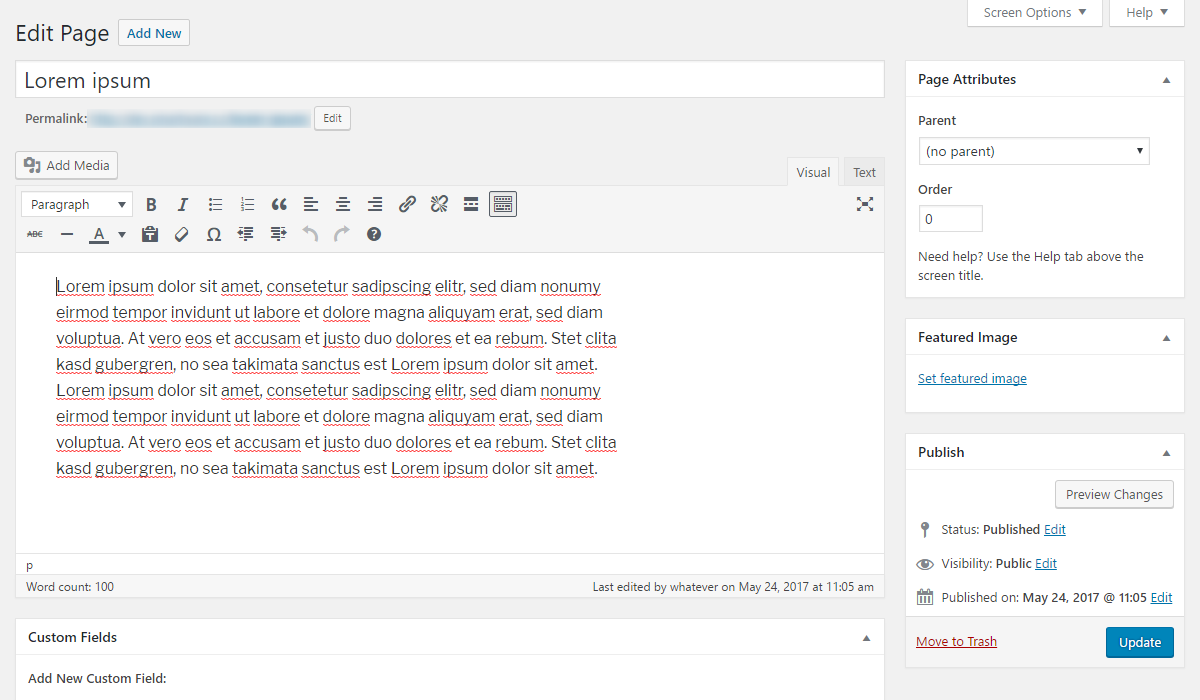 Screen Options Help
Edit Page Add New
Lorem ipsum
Permalink: Edit
Add Media
Visual Text
Paragraph
ABC
A
Lorem ipsum dolor sit amet, consetetur sadipscing elitr, sed diam nonumy
eirmod tempor invidunt ut labore et dolore magna aliquyam erat, sed diam
voluptua. At vero eos et accusam et justo duo dolores et ea rebum. Stet clita
kasd gubergren, no sea takimata sanctus est Lorem ipsum dolor sit amet.
Lorem ipsum dolor sit amet, consetetur sadipscing elitr, sed diam nonumy
eirmod tempor invidunt ut labore et dolore magna aliquyam erat, sed diam
voluptua. At vero eos et accusam et justo duo dolores et ea rebum. Stet clita
kasd gubergren, no sea takimata sanctus est Lorem ipsum dolor sit amet.
p
Word count: 100 Last edited by whatever on May 24, 2017 at 11:05 am
Custom Fields
Add New Custom Field:
Page Attributes
Parent
(no parent)
Order
0
Need help? Use the Help tab above the
screen title.
Featured Image
Set featured image
Publish
Preview Changes
Status: Published Edit
Visibility: Public Edit
Published on: May 24, 2017 @ 11:05 Edit
Move to Trash Update